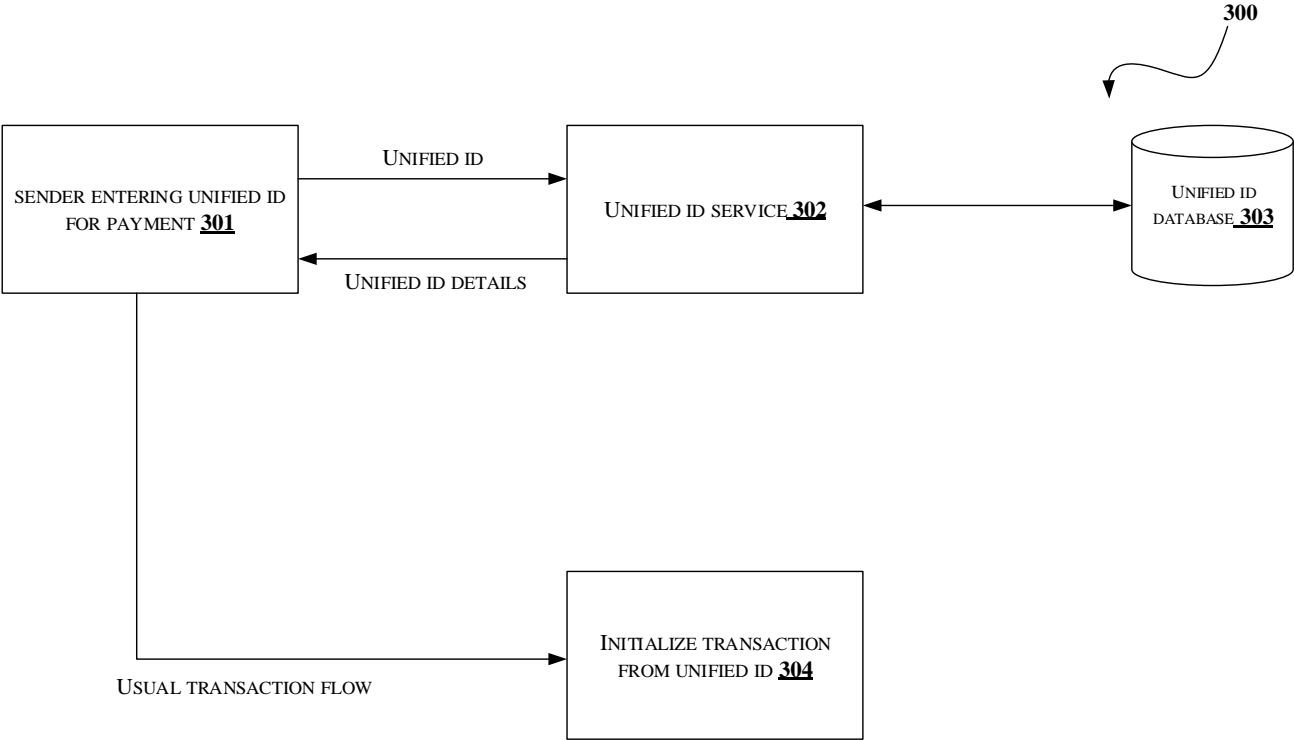 300
UNIFIED ID
SENDER ENTERING UNIFIED ID
FOR PAYMENT 301
UNIFIED ID SERVICE 302
UNIFIED ID
DATABASE 303
UNIFIED ID DETAILS
INITIALIZE TRANSACTION
FROM UNIFIED ID 304
USUAL TRANSACTION FLOW